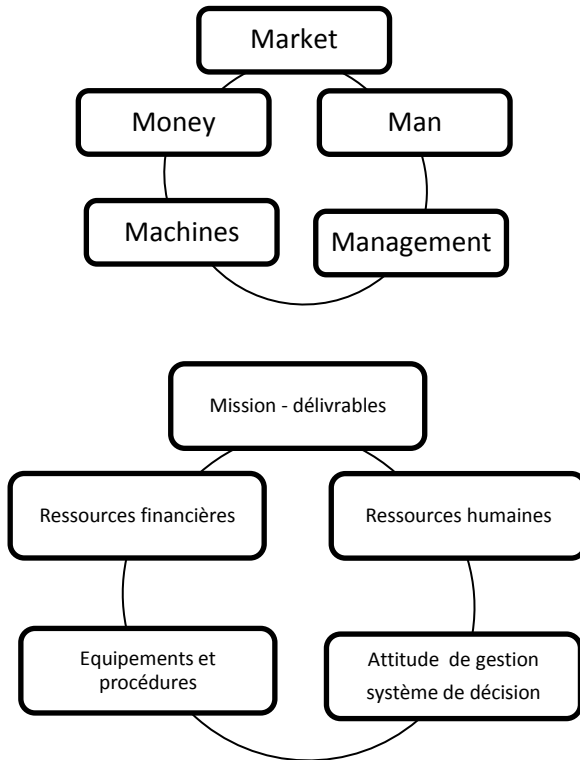 Market
Money
Man
Machines
Management
Mission - délivrables
Ressources financières
Ressources humaines
Equipements et
procédures
Attitude de gestion
système de décision